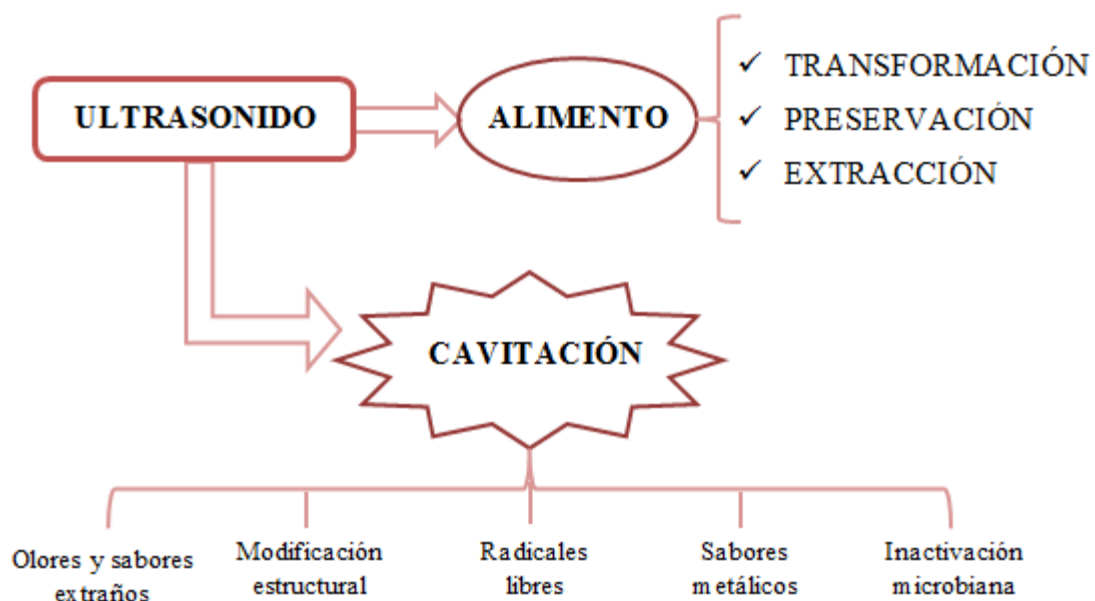 ULTRASONIDO
ALIMENTO
✓ TRANSFORMACIÓN
✓ PRESERVACIÓN
✓ EXTRACCIÓN
CAVITACIÓN
Olores y sabores
extraños
Modificación
estructural
Radicales
libres
Sabores
metálicos
Inactivación
microbiana